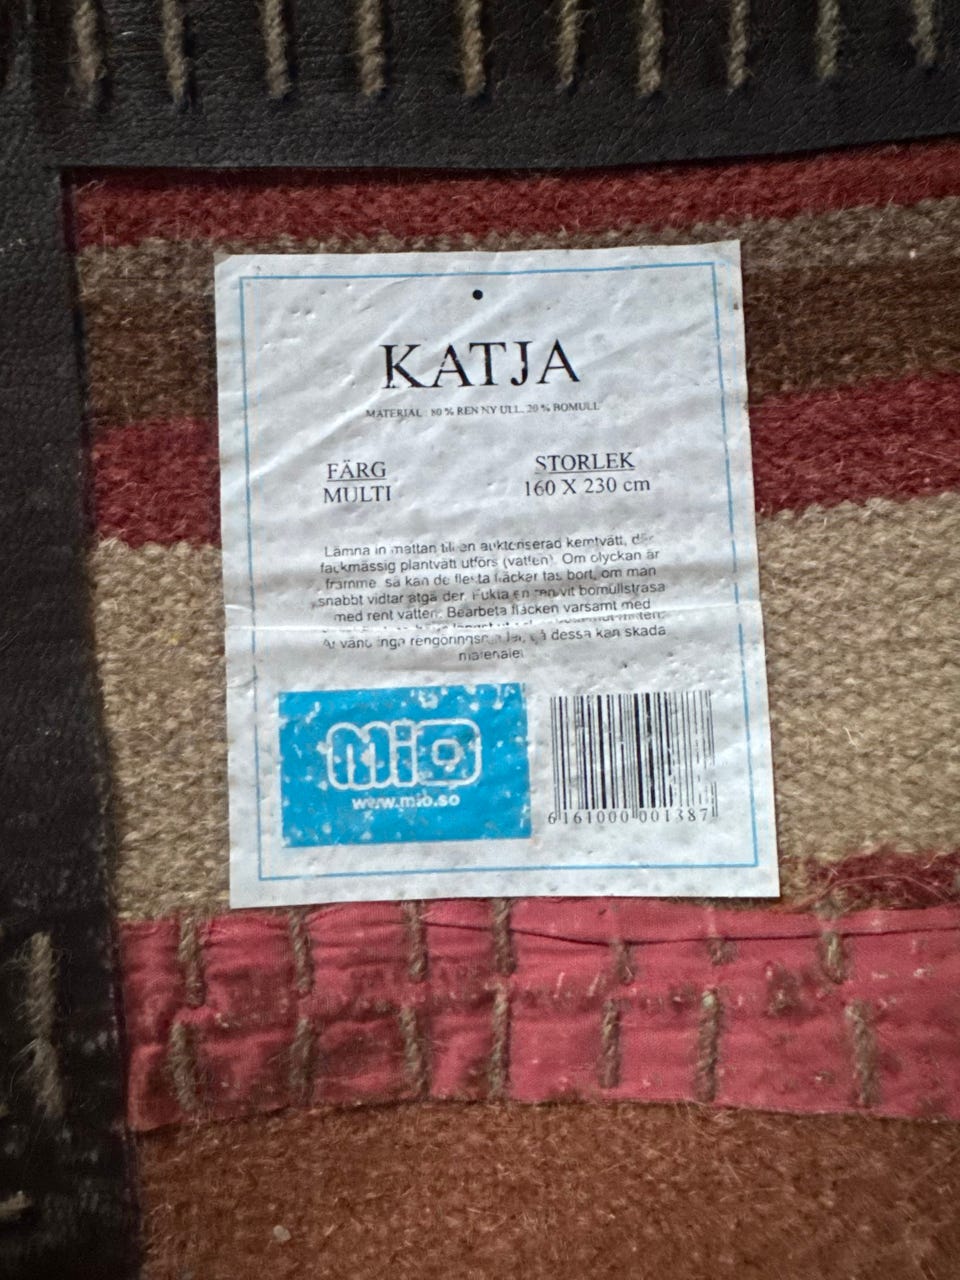 KATJA
MATERIAL : 80 % REN NY ULL, 20 % BOMULL
FÄRG
MULTI
STORLEK
160 X 230 cm
Lämna in mattan till en auktoriserad kemtvätt, där
fackmässig plantvätt utförs (vatten). Om olyckan är
framme så kan de flesta fläckar tas bort, om man
snabbt vidtar åtgärder. Fukta en ren vit bomullstrasa
med rent vatten. Bearbeta fläcken varsamt med
Använd inga rengöringsmedel, då dessa kan skada
materialet.
MiO
www.mio.se
6161000001387